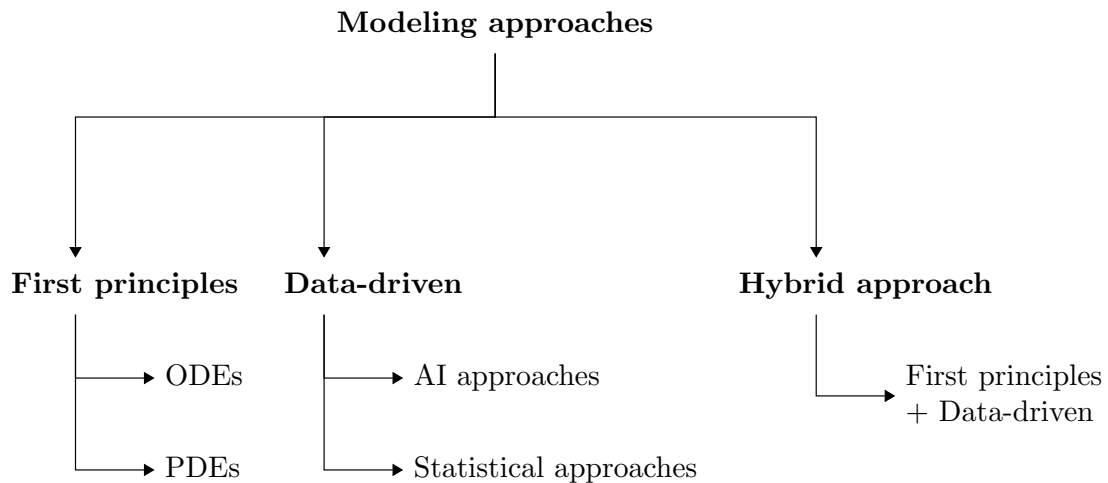 Modeling approaches
First principles
Data-driven
Hybrid approach
ODEs
AI approaches
First principles
+ Data-driven
PDEs
Statistical approaches